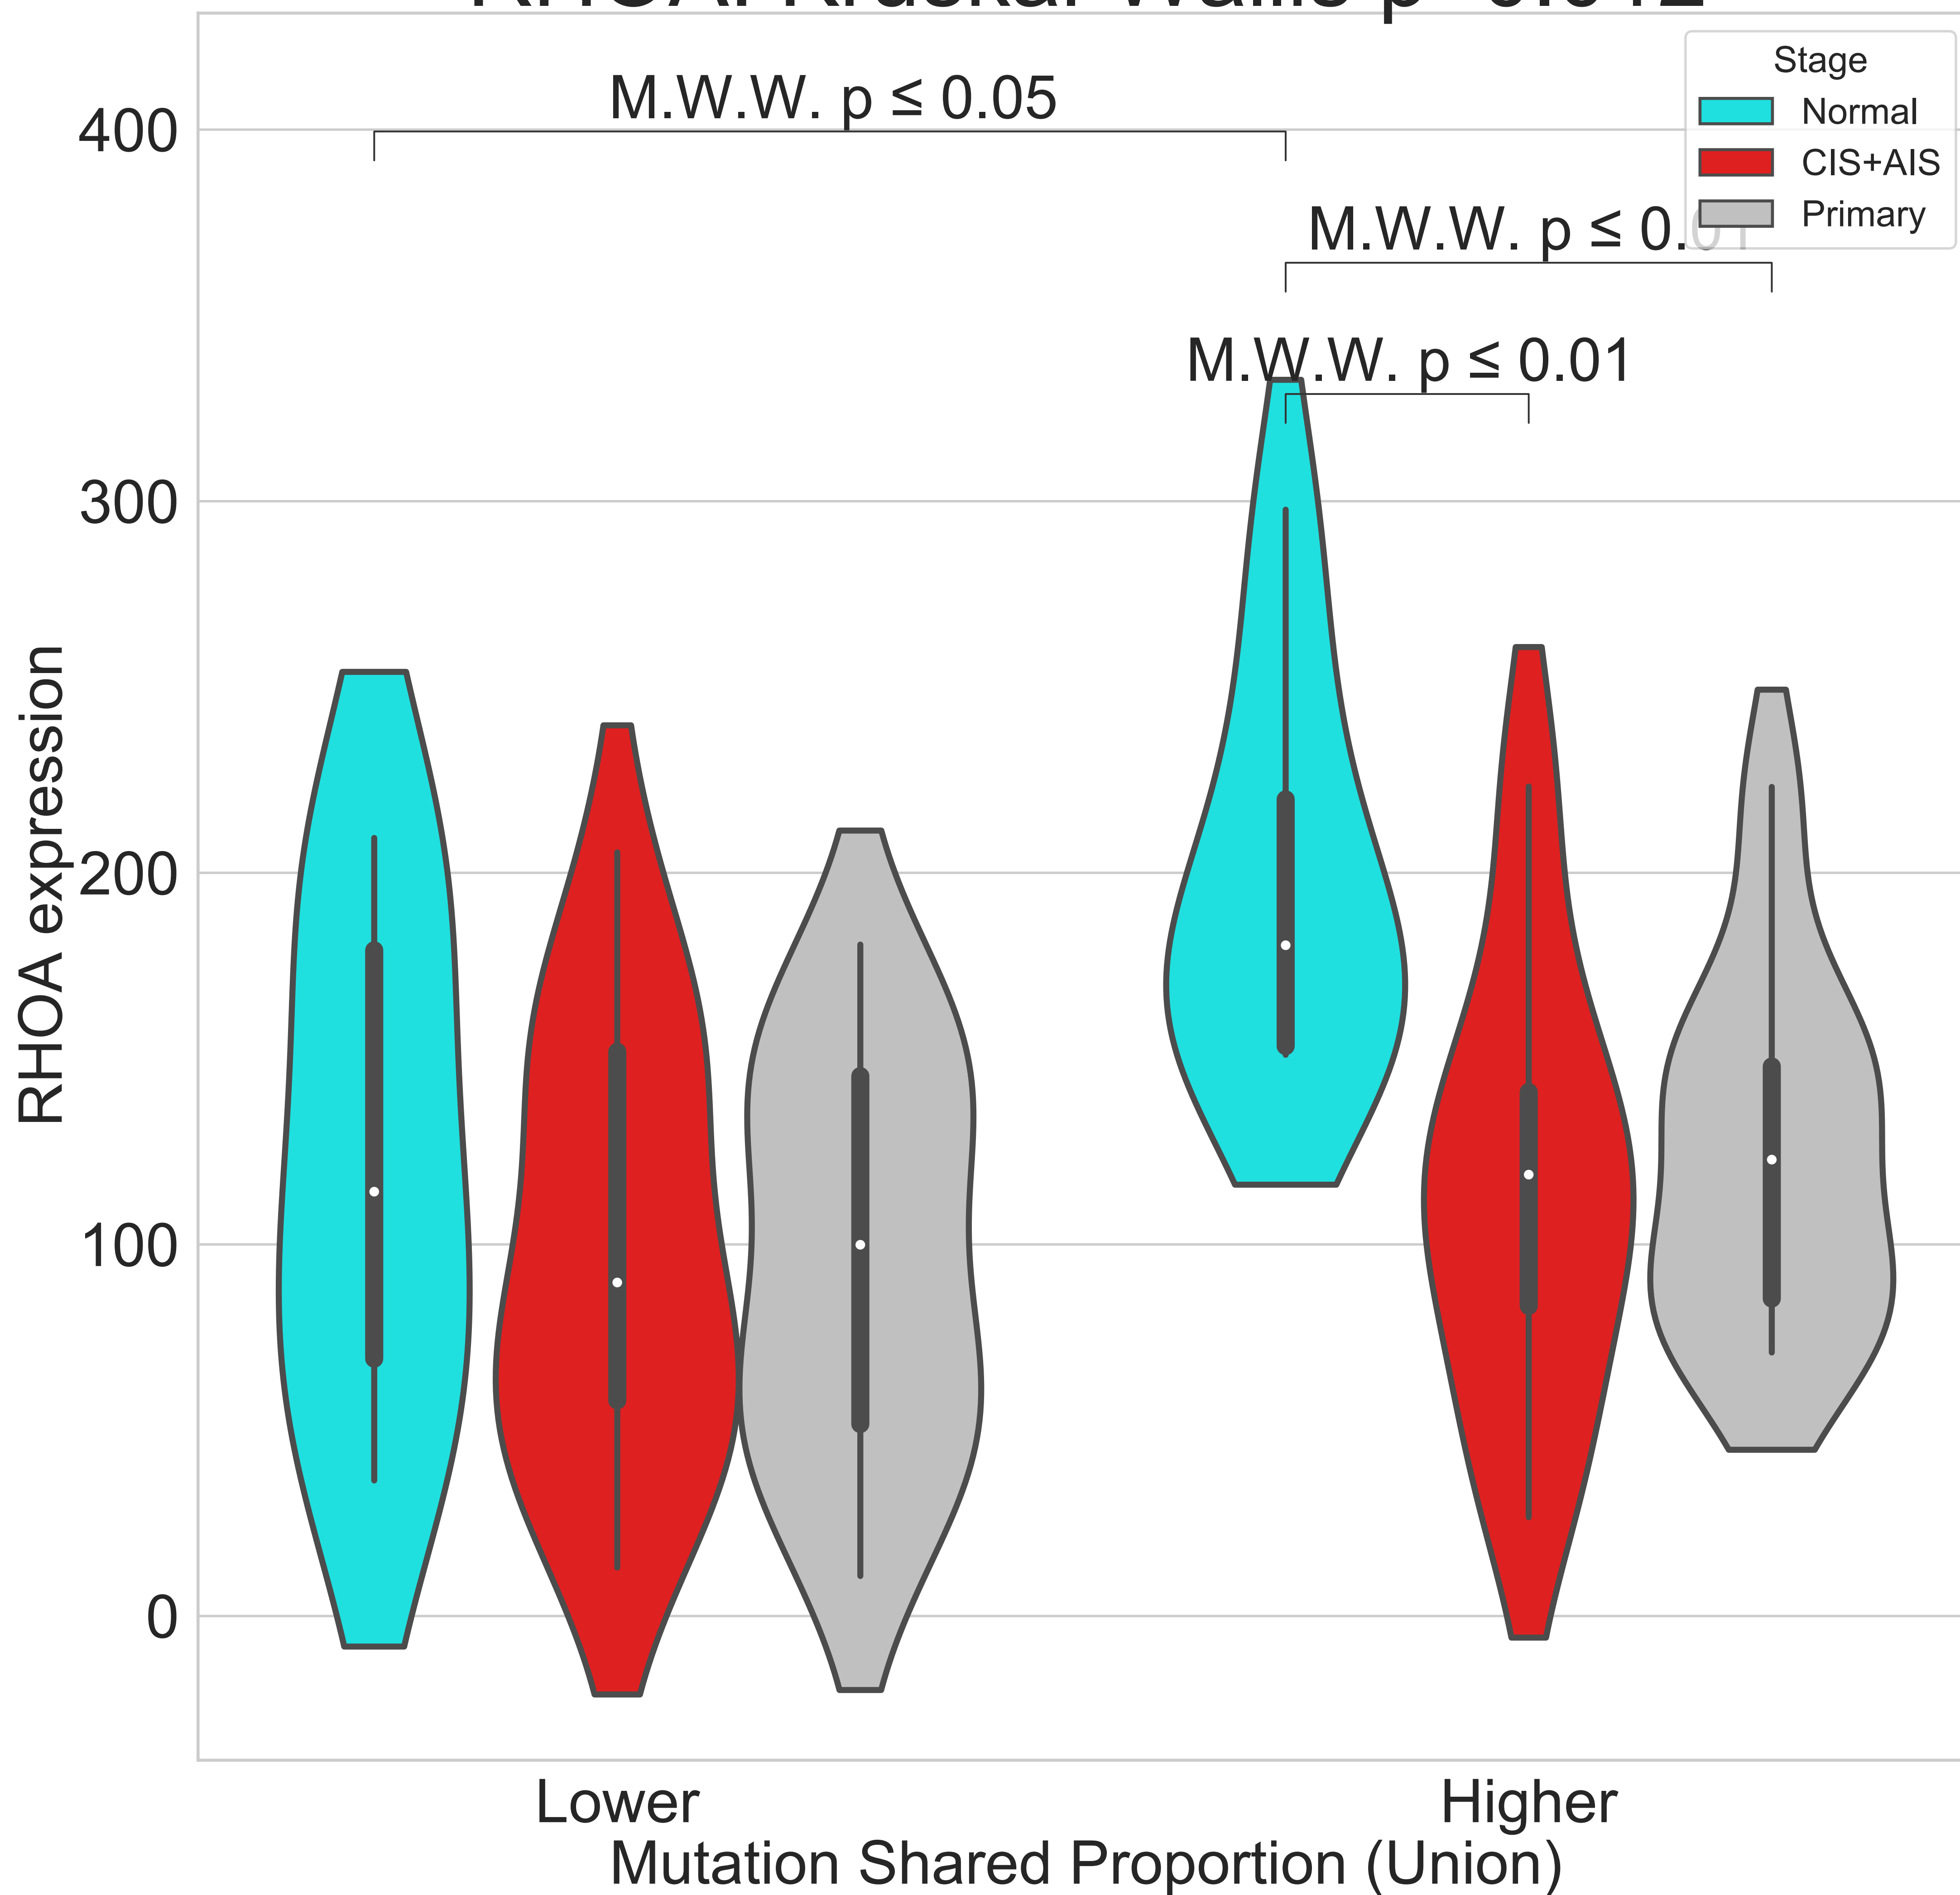 M.W.W. p ≤ 0.05
Stage
Normal
CIS+AIS
Primary
M.W.W. p ≤ 0.01
M.W.W. p ≤ 0.01
400
300
200
100
0
RHOA expression
Lower
Higher
Mutation Shared Proportion (Union)